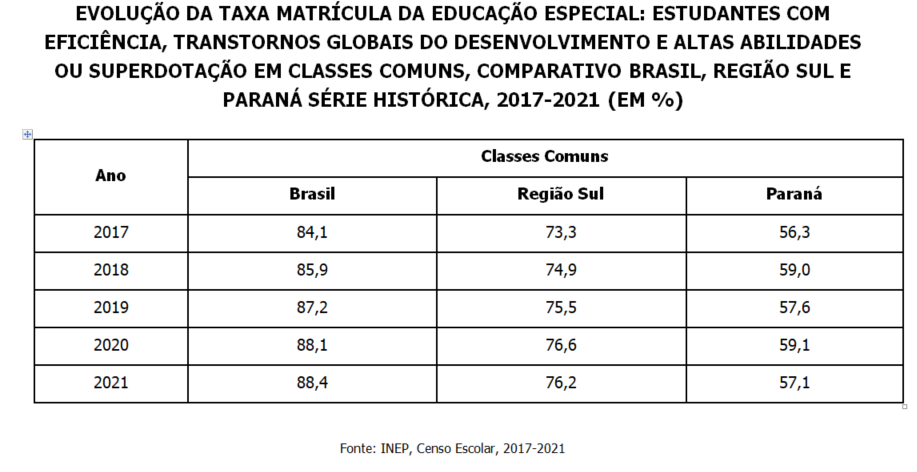 EVOLUÇÃO DA TAXA MATRÍCULA DA EDUCAÇÃO ESPECIAL: ESTUDANTES COM
EFICIÊNCIA, TRANSTORNOS GLOBAIS DO DESENVOLVIMENTO E ALTAS ABILIDADES
OU SUPERDOTAÇÃO EM CLASSES COMUNS, COMPARATIVO BRASIL, REGIÃO SUL E
PARANÁ SÉRIE HISTÓRICA, 2017-2021 (EM %)
Ano Classes Comuns
Brasil Região Sul Paraná
2017 84,1 73,3 56,3
2018 85,9 74,9 59,0
2019 87,2 75,5 57,6
2020 88,1 76,6 59,1
2021 88,4 76,2 57,1
Fonte: INEP, Censo Escolar, 2017-2021